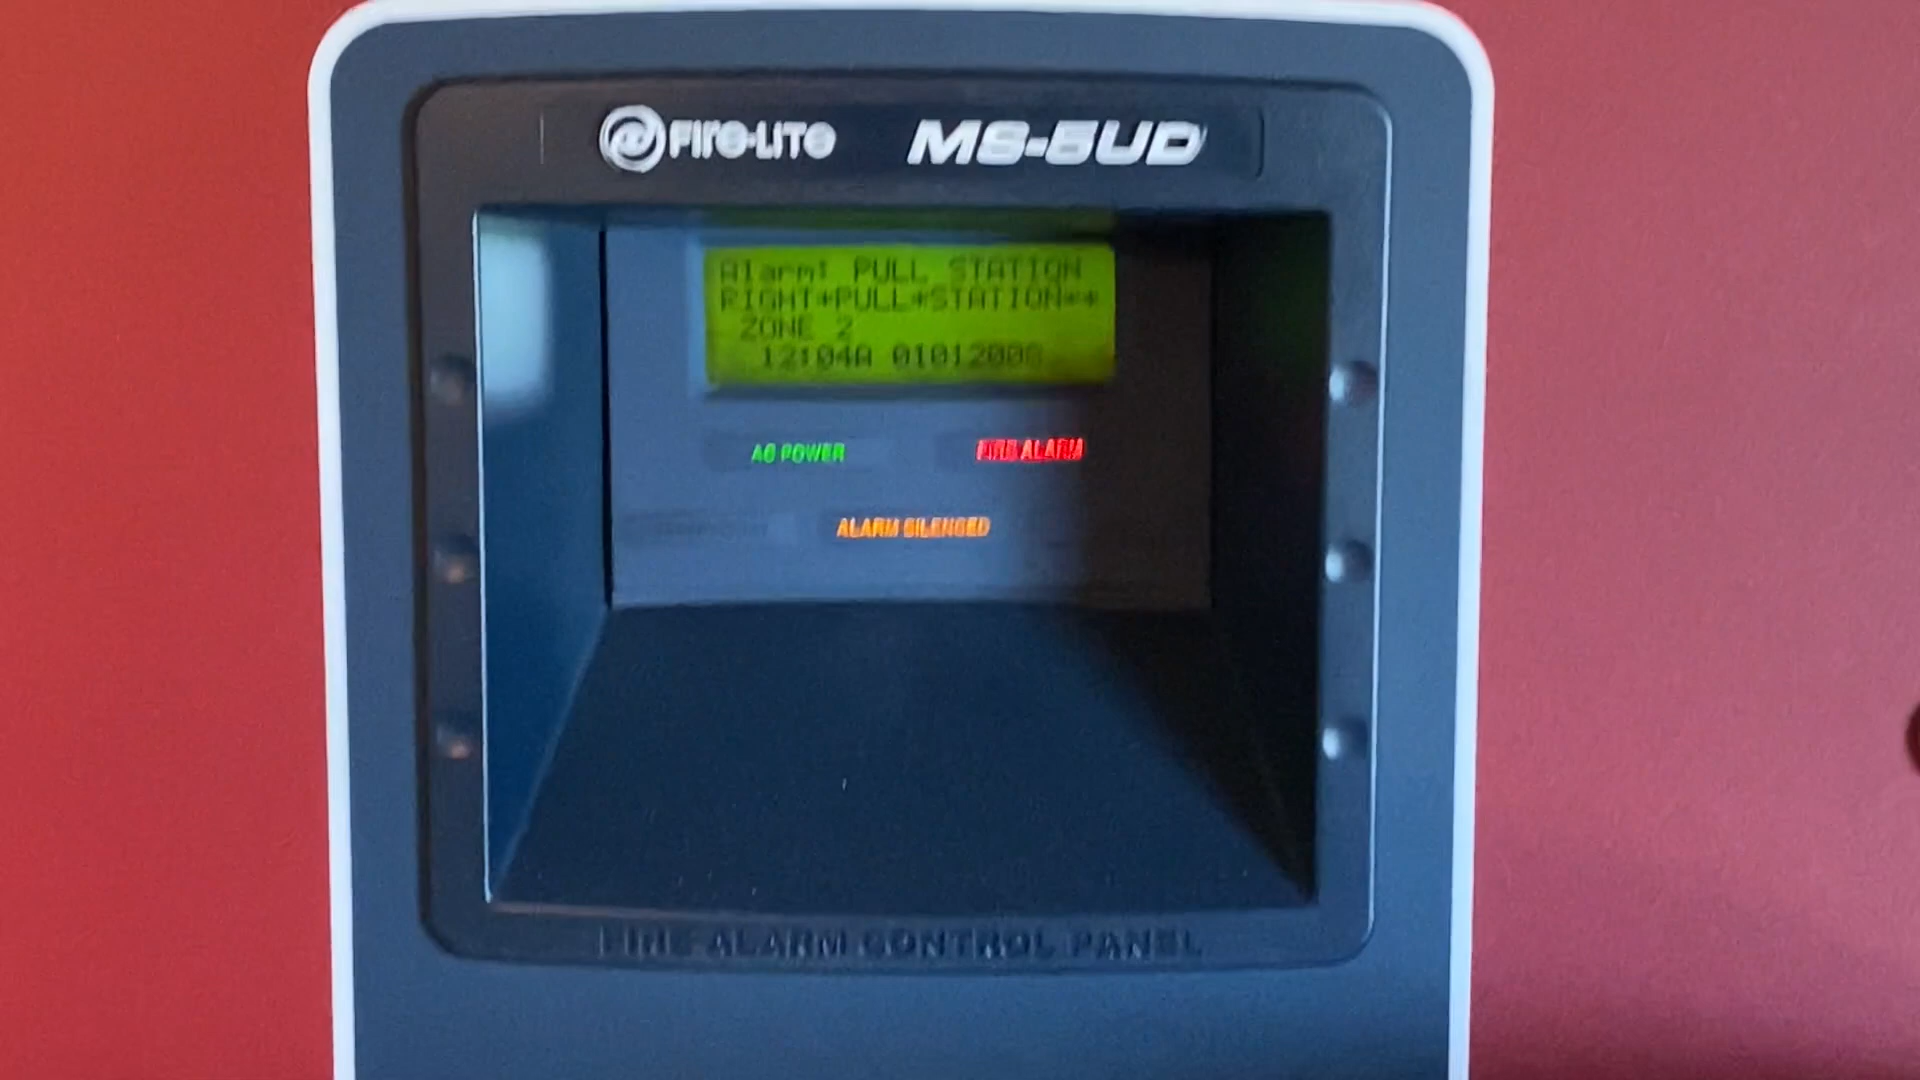 FIRE-LITE MS-5UD
Alarm: PULL STATION
RIGHT*PULL*STATION**
ZONE 2
12:04A 01012000
AC POWER FIRE ALARM
ALARM SILENCED
FIRE ALARM CONTROL PANEL